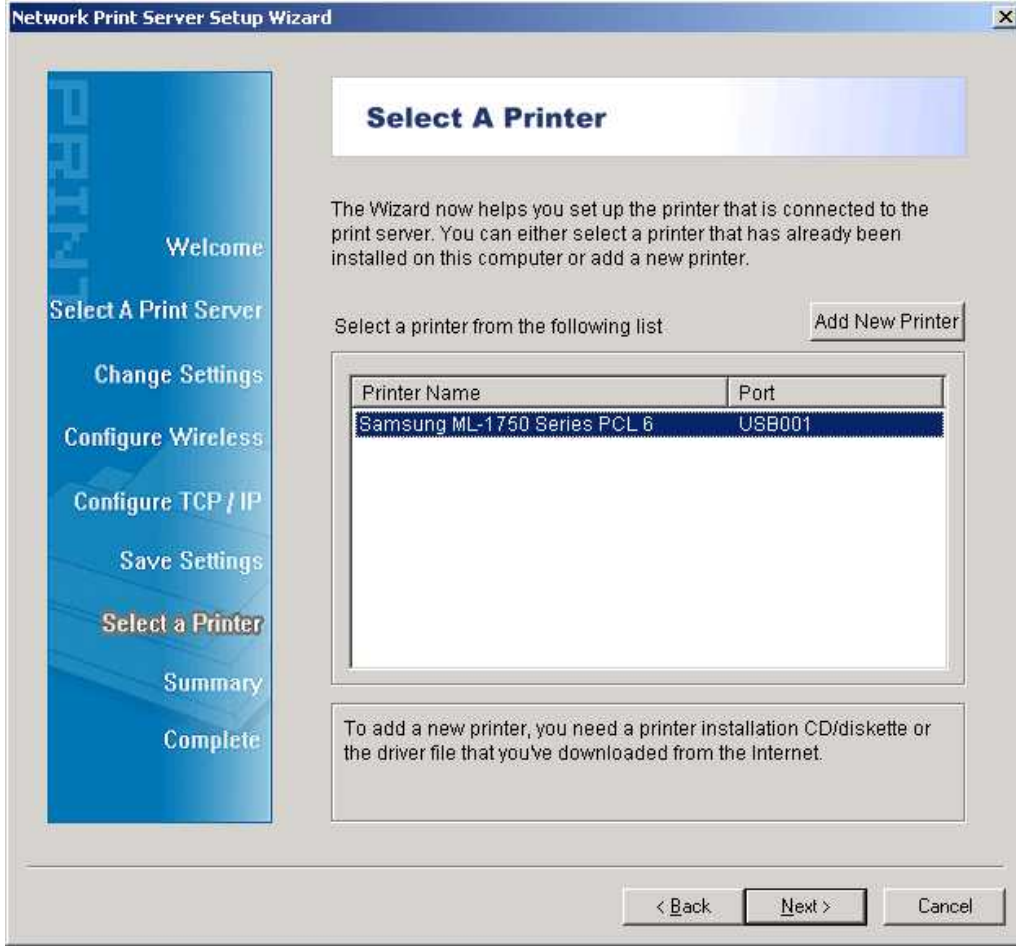 Network Print Server Setup Wizard
PRINT
Welcome
Select A Print Server
Change Settings
Configure Wireless
Configure TCP / IP
Save Settings
Select a Printer
Summary
Complete
Select A Printer
The Wizard now helps you set up the printer that is connected to the
print server. You can either select a printer that has already been
installed on this computer or add a new printer.
Select a printer from the following list
Add New Printer
Printer Name Port
Samsung ML-1750 Series PCL 6 USB001
To add a new printer, you need a printer installation CD/diskette or
the driver file that you've downloaded from the Internet.
< Back Next > Cancel